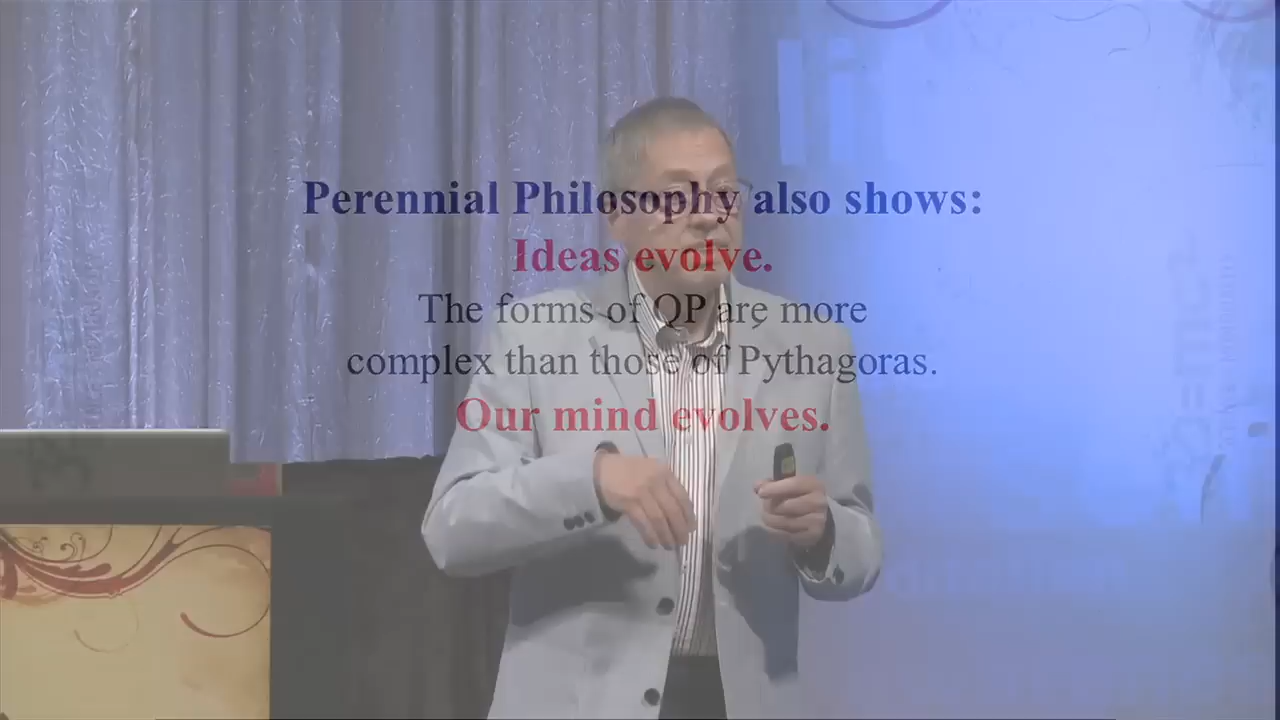 Perennial Philosophy also shows:
Ideas evolve.
The forms of QP are more
complex than those of Pythagoras.
Our mind evolves.